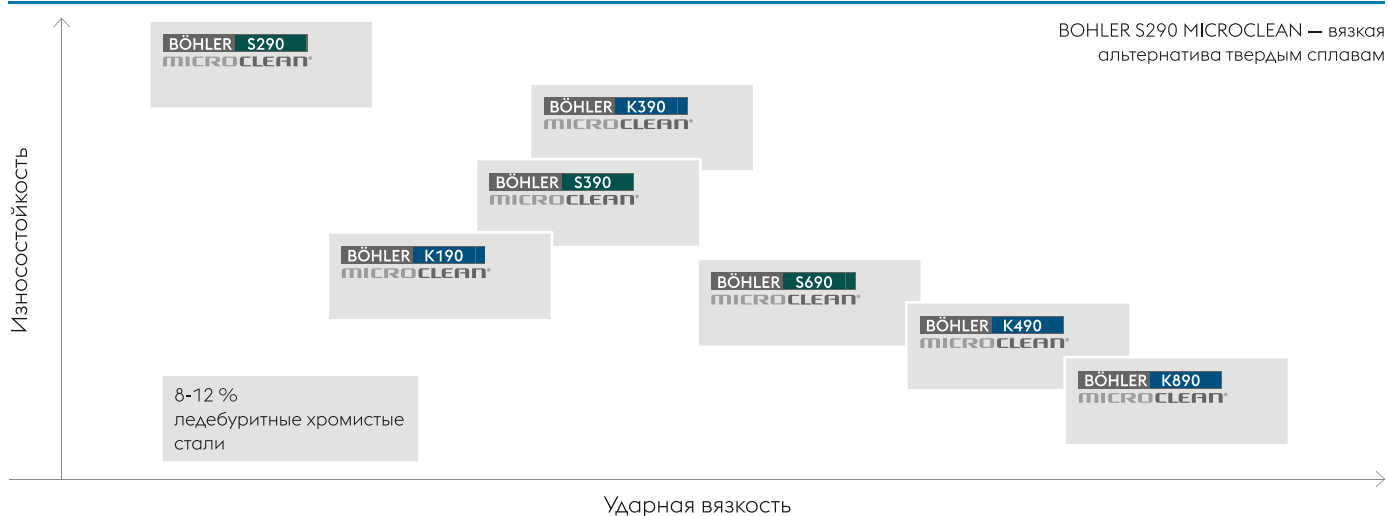 BÖHLER S290
MICROCLEAN®
BOHLER S290 MICROCLEAN — вязкая
альтернатива твердым сплавам
BÖHLER K390
MICROCLEAN®
BÖHLER S390
MICROCLEAN®
BÖHLER K190
MICROCLEAN®
BÖHLER S690
MICROCLEAN®
BÖHLER K490
MICROCLEAN®
BÖHLER K890
MICROCLEAN®
8-12 %
ледебуритные хромистые
стали
Износостойкость
Ударная вязкость